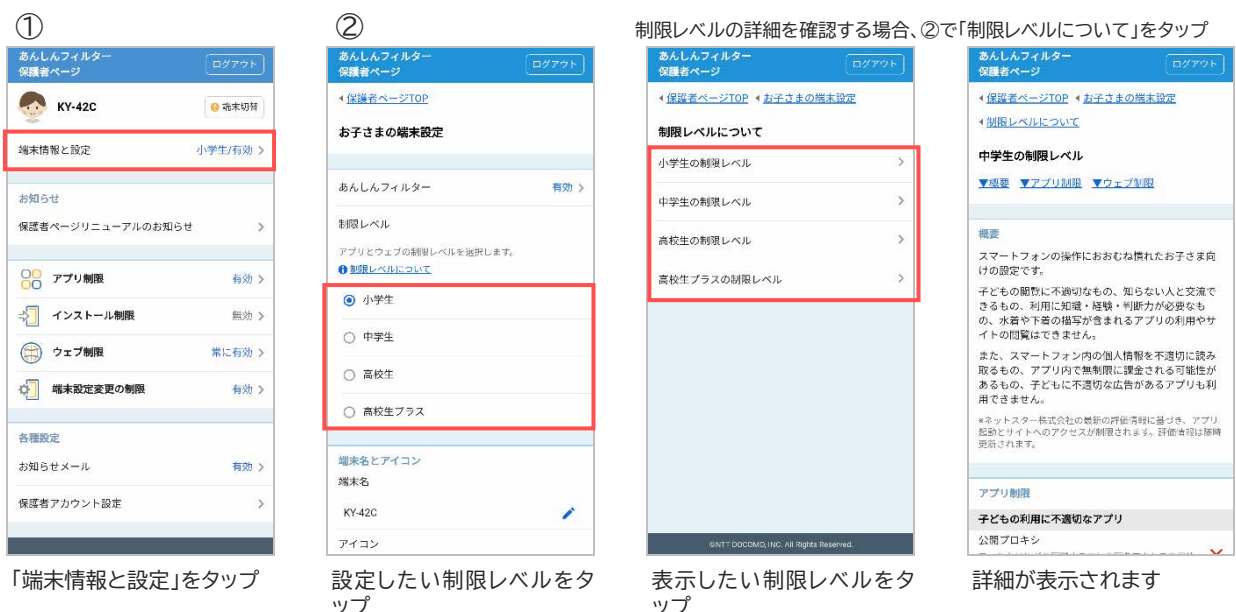 ①
あんしんフィルター
保護者ページ
ログアウト
KY-42C
端末切替
端末情報と設定
小学生/有効
お知らせ
保護者ページリニューアルのお知らせ
アプリ制限
有効
インストール制限
無効
ウェブ制限
常に有効
端末設定変更の制限
有効
各種設定
お知らせメール
有効
保護者アカウント設定
「端末情報と設定」をタップ
②
あんしんフィルター
保護者ページ
ログアウト
保護者ページTOP
お子さまの端末設定
あんしんフィルター
有効
制限レベル
アプリとウェブの制限レベルを選択します。
制限レベルについて
小学生
中学生
高校生
高校生プラス
端末名とアイコン
端末名
KY-42C
アイコン
設定したい制限レベルをタ
ップ
制限レベルの詳細を確認する場合、②で「制限レベルについて」をタップ
あんしんフィルター
保護者ページ
ログアウト
保護者ページTOP お子さまの端末設定
制限レベルについて
小学生の制限レベル
中学生の制限レベル
高校生の制限レベル
高校生プラスの制限レベル
©NTT DOCOMO, INC. All Rights Reserved.
表示したい制限レベルをタ
ップ
あんしんフィルター
保護者ページ
ログアウト
保護者ページTOP お子さまの端末設定
制限レベルについて
中学生の制限レベル
▼概要 ▼アプリ制限 ▼ウェブ制限
概要
スマートフォンの操作におおむね慣れたお子さま向
けの設定です。
子どもの閲覧に不適切なもの、知らない人と交流で
きるもの、利用に知識・経験・判断力が必要なも
の、水着や下着の描写が含まれるアプリの利用やサ
イトの閲覧はできません。
また、スマートフォン内の個人情報を不適切に読み
取るもの、アプリ内で無制限に課金される可能性が
あるもの、子どもに不適切な広告があるアプリも利
用できません。
※ネットスター株式会社の最新の評価情報に基づき、アプリ
起動とサイトへのアクセスが制限されます。評価情報は随時
更新されます。
アプリ制限
子どもの利用に不適切なアプリ
公開プロキシ
詳細が表示されます